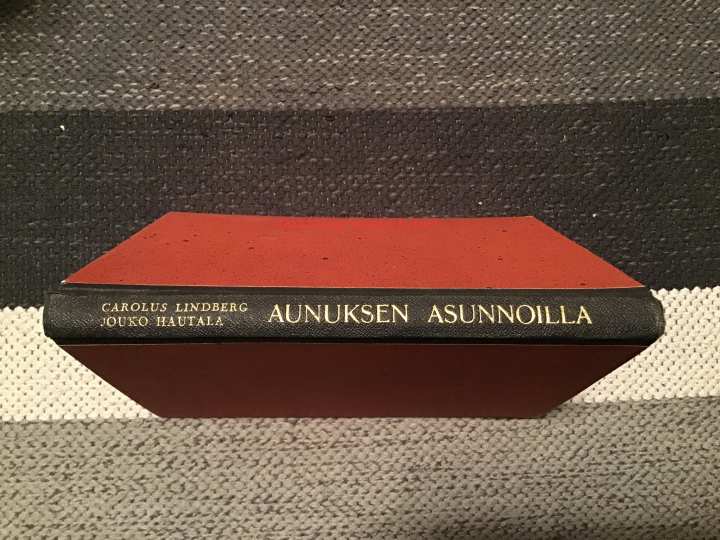 CAROLUS LINDBERG
JOUKO HAUTALA
AUNUKSEN ASUNNOILLA